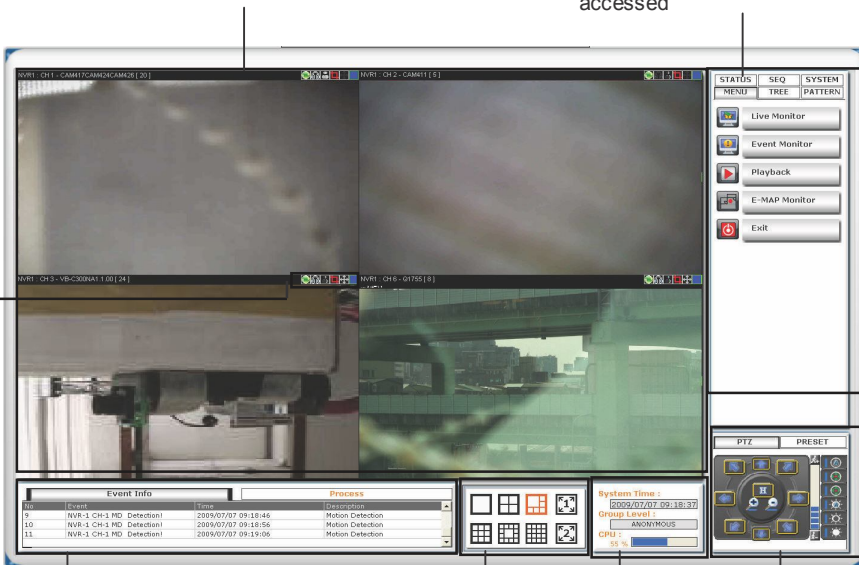 accessed
NVR1 : CH 1 - CAM417CAM424CAM426 [ 20 ]
NVR1 : CH 2 - CAM411 [ 5 ]
STATUS SEQ SYSTEM
MENU TREE PATTERN
Live Monitor
Event Monitor
Playback
E-MAP Monitor
Exit
NVR1 : CH 3 - VB-C300NA1.1.00 [ 24 ]
NVR1 : CH 6 - Q1755 [ 8 ]
PTZ PRESET
H
Event Info Process
No Event Time Description
9 NVR-1 CH-1 MD Detection! 2009/07/07 09:18:46 Motion Detection
10 NVR-1 CH-1 MD Detection! 2009/07/07 09:18:56 Motion Detection
11 NVR-1 CH-1 MD Detection! 2009/07/07 09:19:06 Motion Detection
1
2
System Time :
2009/07/07 09:18:37
Group Level :
ANONYMOUS
CPU :
55 %